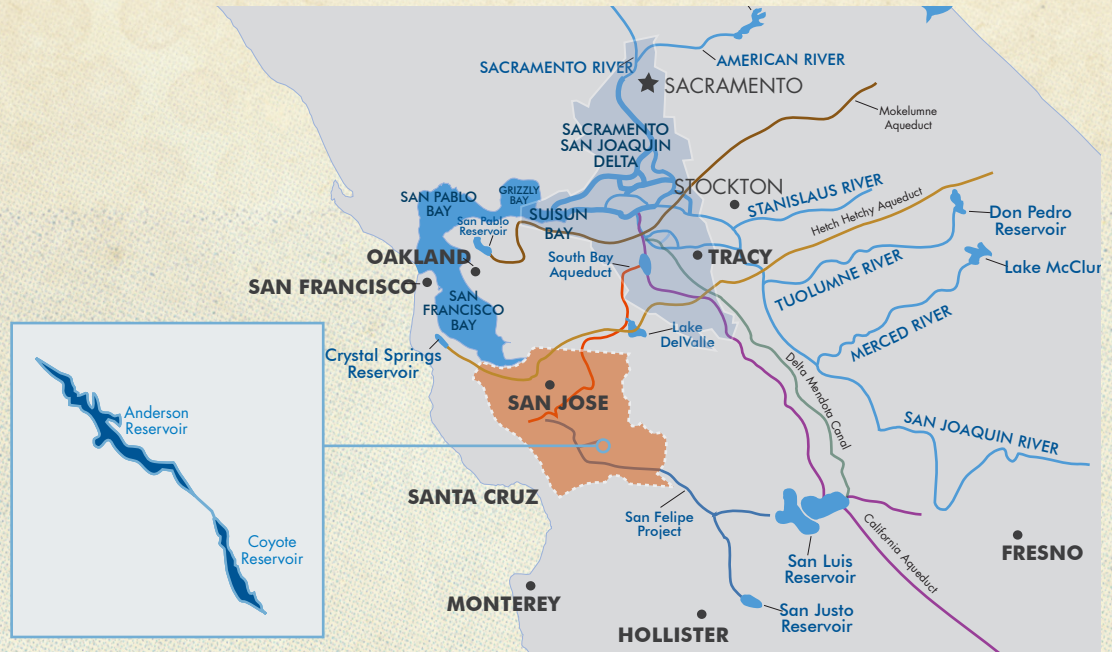 SACRAMENTO RIVER
AMERICAN RIVER
SACRAMENTO
Mokelumne
Aqueduct
SACRAMENTO
SAN JOAQUIN
DELTA
STOCKTON
STANISLAUS RIVER
Hetch Hetchy Aqueduct
Don Pedro
Reservoir
SAN PABLO
BAY
GRIZZLY
BAY
SUISUN
BAY
San Pablo
Reservoir
OAKLAND
South Bay
Aqueduct
TRACY
TUOLUMNE RIVER
Lake McClur
SAN FRANCISCO
SAN
FRANCISCO
BAY
Lake
DelValle
MERCED RIVER
Crystal Springs
Reservoir
Delta Mendota Canal
SAN JOSE
Anderson
Reservoir
SAN JOAQUIN RIVER
SANTA CRUZ
San Felipe
Project
California Aqueduct
Coyote
Reservoir
San Luis
Reservoir
FRESNO
MONTEREY
San Justo
Reservoir
HOLLISTER